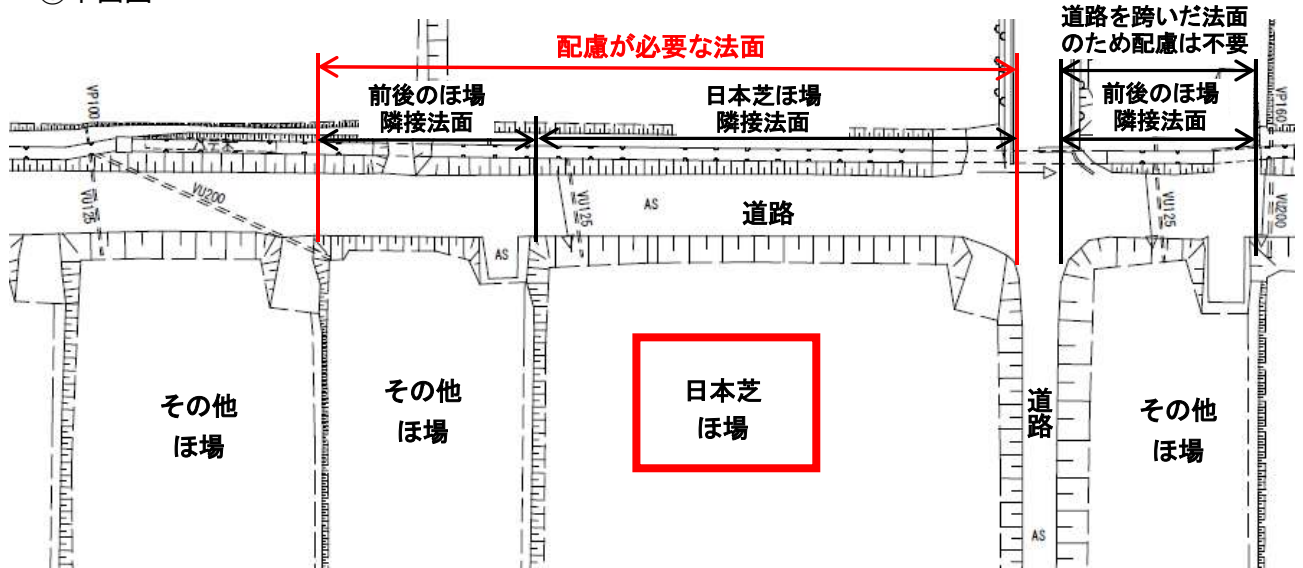 配慮が必要な法面
道路を跨いだ法面
のため配慮は不要
前後のほ場
隣接法面
日本芝ほ場
隣接法面
前後のほ場
隣接法面
VP100
VP160
VU125
VU200
VU125
AS
道路
VU125
VU200
AS
その他
ほ場
その他
ほ場
日本芝
ほ場
道路
その他
ほ場
AS